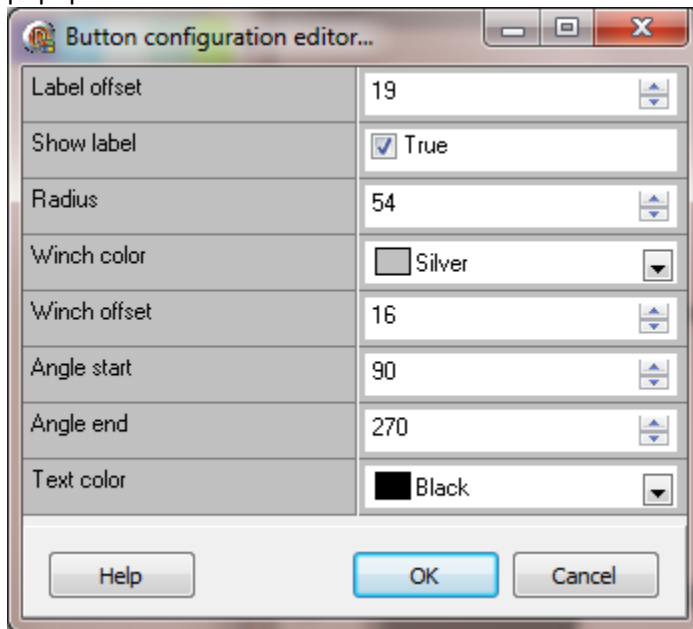 Button configuration editor...
Label offset 19
Show label True
Radius 54
Winch color Silver
Winch offset 16
Angle start 90
Angle end 270
Text color Black
Help OK Cancel